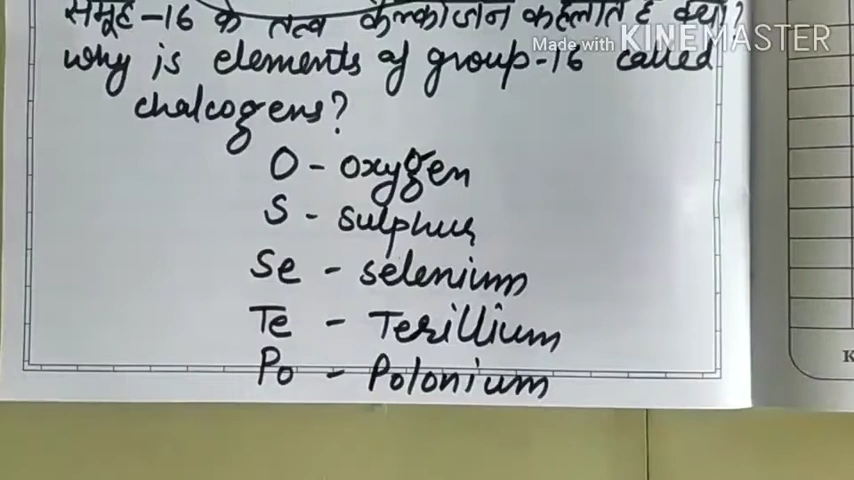 समूह-16 के तत्व केल्कोजन कहलाते है क्यो?
Made with KINEMASTER
why is elements of group-16 called
chalcogens?
O - oxygen
S - sulphur
Se - selenium
Te - Terillium
Po - Polonium
K